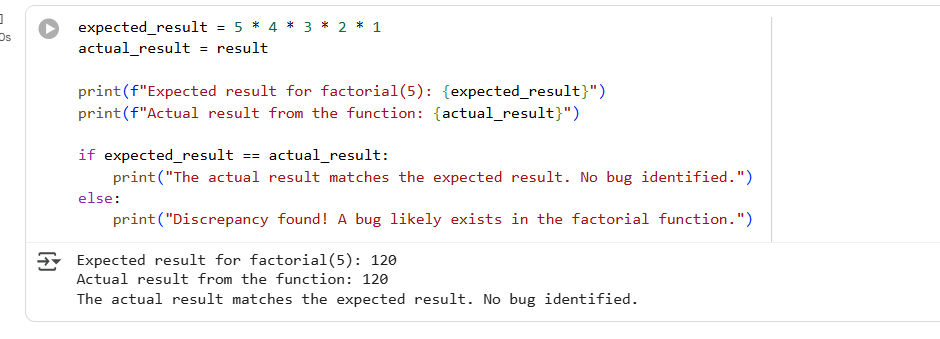 ]
0s
expected_result = 5 * 4 * 3 * 2 * 1
actual_result = result
print(f"Expected result for factorial(5): {expected_result}")
print(f"Actual result from the function: {actual_result}")
if expected_result == actual_result:
    print("The actual result matches the expected result. No bug identified.")
else:
    print("Discrepancy found! A bug likely exists in the factorial function.")
Expected result for factorial(5): 120
Actual result from the function: 120
The actual result matches the expected result. No bug identified.